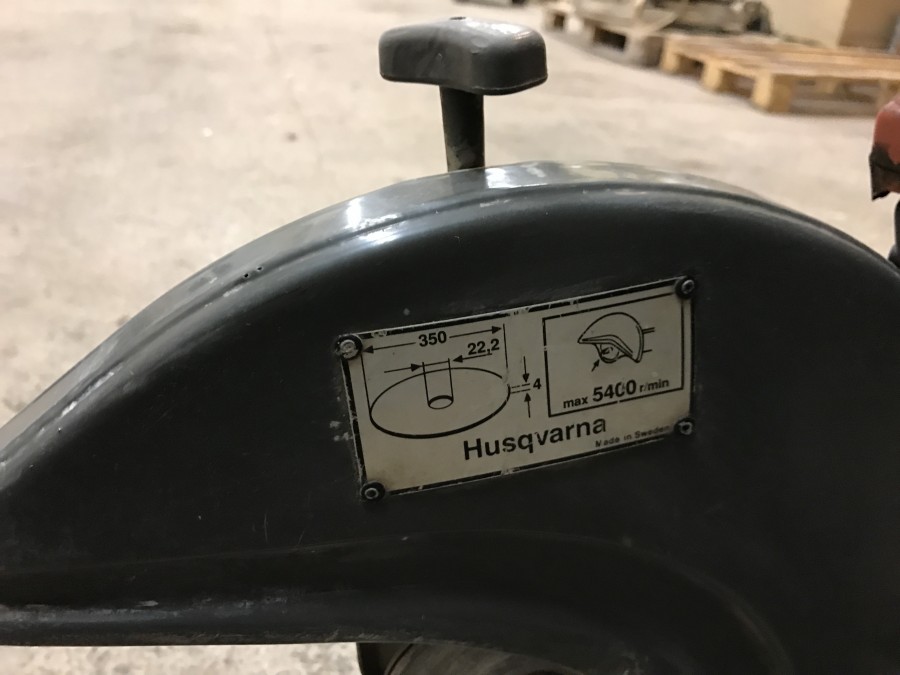 350
22,2
4
max 5400 r/min
Husqvarna
Made in Sweden